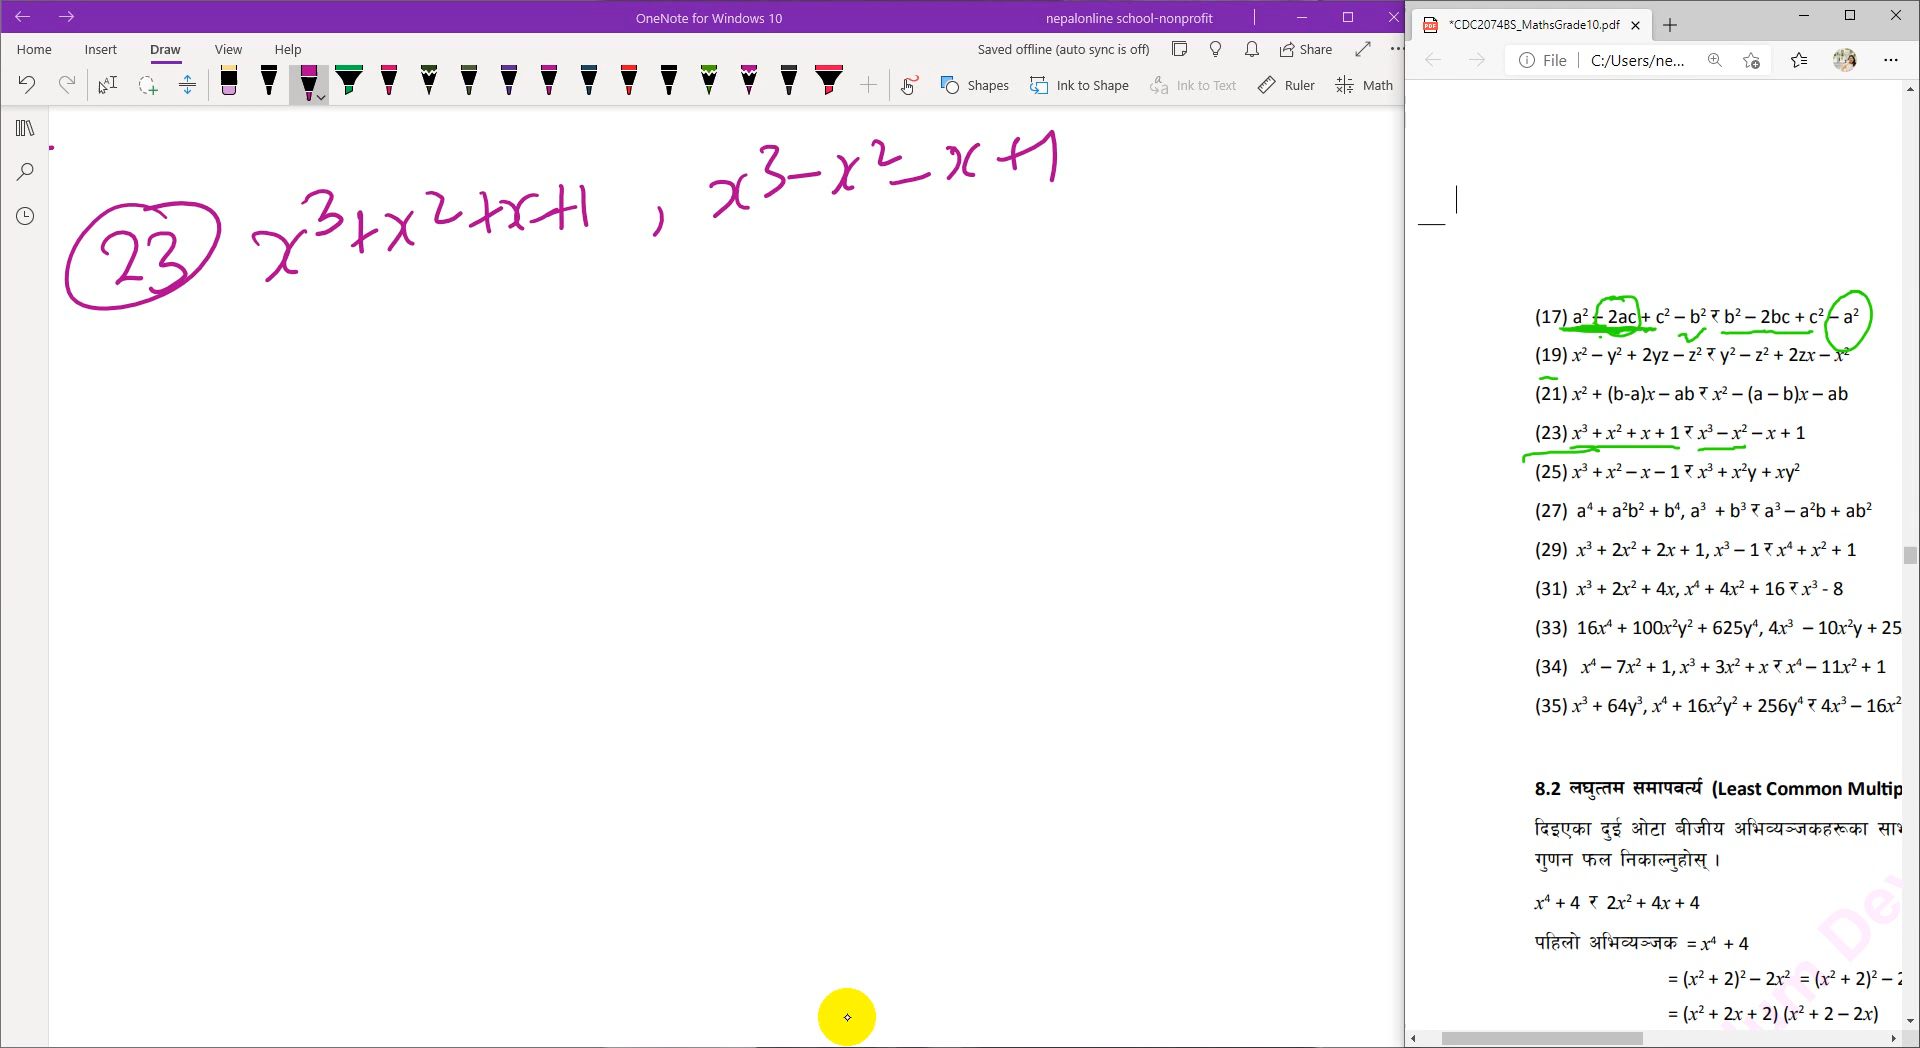 OneNote for Windows 10
nepalonline school-nonprofit
Home Insert Draw View Help
Saved offline (auto sync is off)
Share
Shapes
Ink to Shape
Ink to Text
Ruler
Math
23 x³+x²+x+1 , x³-x²-x+1
*CDC2074BS_MathsGrade10.pdf
File
C:/Users/ne...
(17) a² – 2ac + c² – b² र b² – 2bc + c² – a²
(19) x² – y² + 2yz – z² र y² – z² + 2zx – x²
(21) x² + (b-a)x – ab र x² – (a – b)x – ab
(23) x³ + x² + x + 1 र x³ – x² – x + 1
(25) x³ + x² – x – 1 र x³ + x²y + xy²
(27) a⁴ + a²b² + b⁴, a³ + b³ र a³ – a²b + ab²
(29) x³ + 2x² + 2x + 1, x³ – 1 र x⁴ + x² + 1
(31) x³ + 2x² + 4x, x⁴ + 4x² + 16 र x³ - 8
(33) 16x⁴ + 100x²y² + 625y⁴, 4x³ – 10x²y + 25
(34) x⁴ – 7x² + 1, x³ + 3x² + x र x⁴ – 11x² + 1
(35) x³ + 64y³, x⁴ + 16x²y² + 256y⁴ र 4x³ – 16x²
8.2 लघुत्तम समापवर्त्य (Least Common Multip
दिइएका दुई ओटा बीजीय अभिव्यञ्जकहरूका
गुणन फल निकाल्नुहोस् ।
x⁴ + 4 र 2x² + 4x + 4
पहिलो अभिव्यञ्जक = x⁴ + 4
= (x² + 2)² – 2x² = (x² + 2)² – 2
= (x² + 2x + 2) (x² + 2 – 2x)